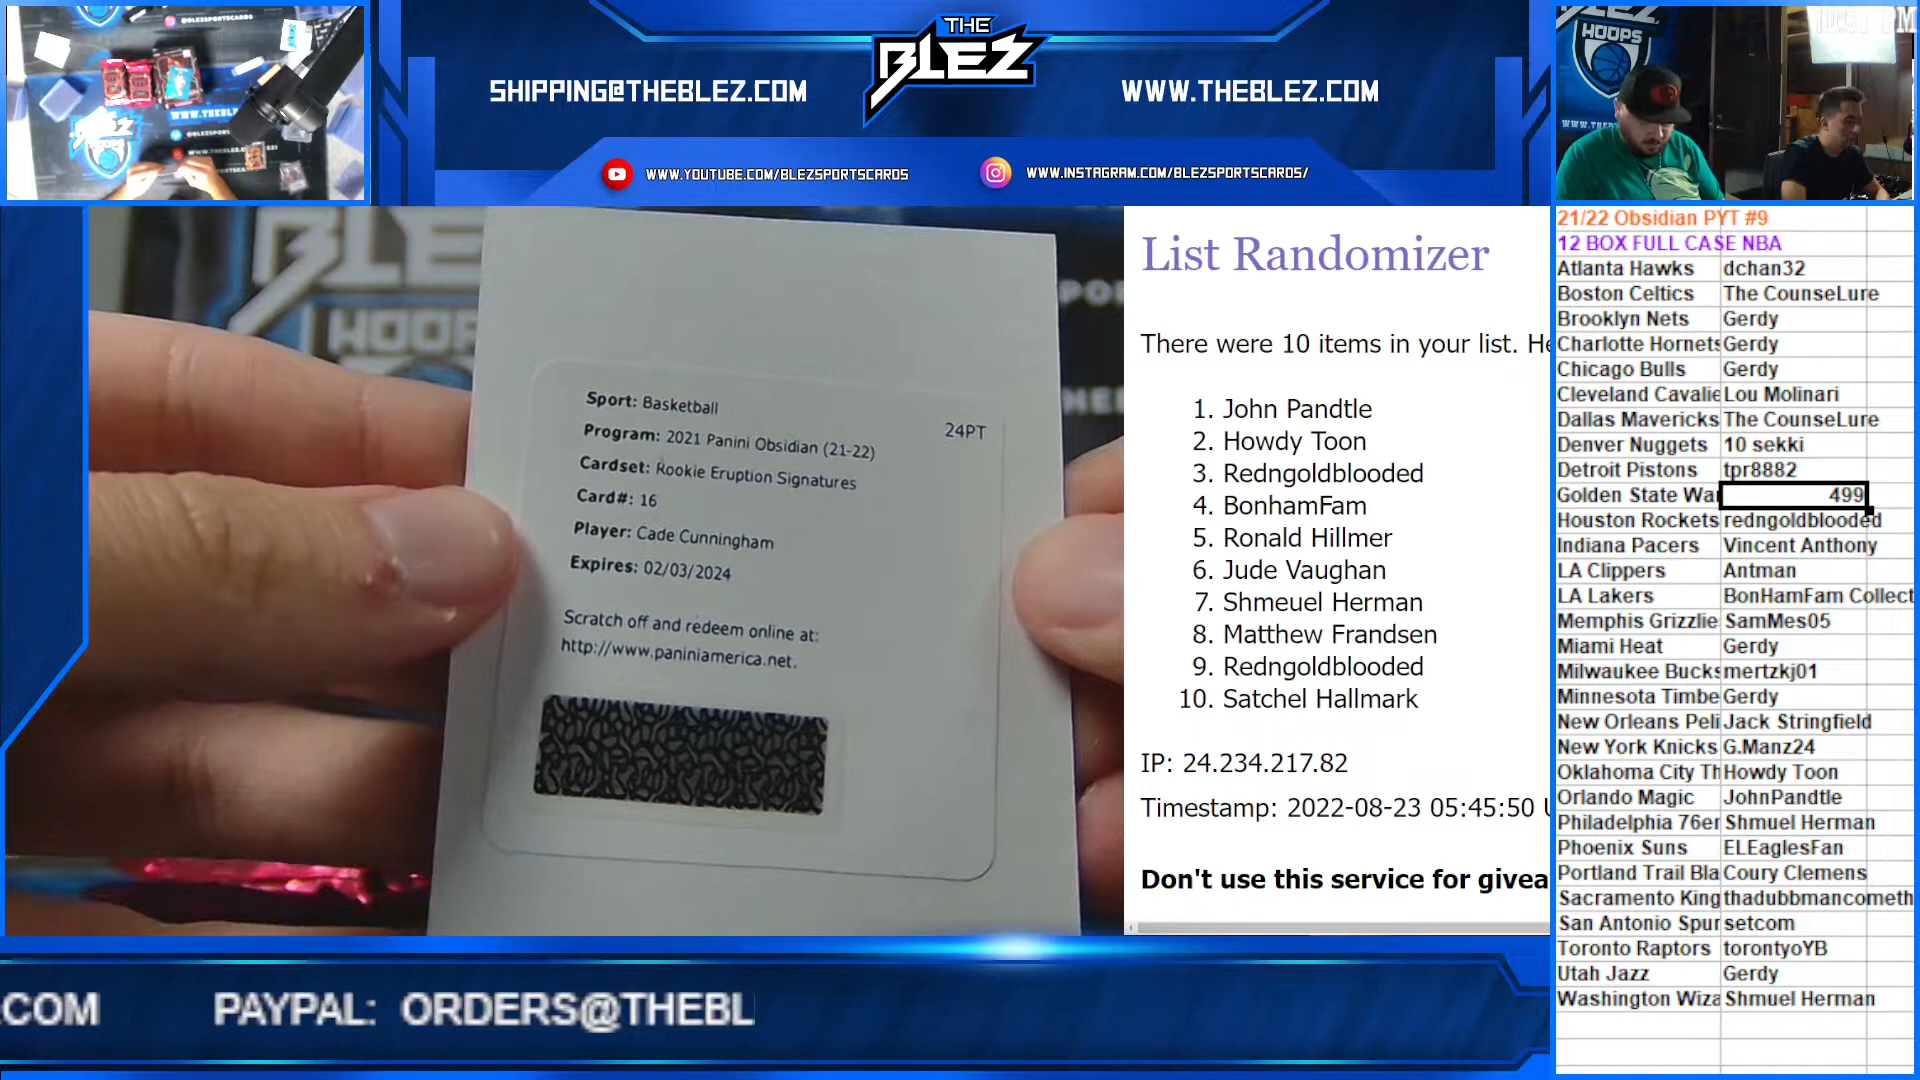 THE
BLEZ
SHIPPING@THEBLEZ.COM
WWW.THEBLEZ.COM
WWW.YOUTUBE.COM/BLEZSPORTSCARDS
WWW.INSTAGRAM.COM/BLEZSPORTSCARDS/
HOOPS
BLEZ
HOOPS
Sport: Basketball
24PT
Program: 2021 Panini Obsidian (21-22)
Cardset: Rookie Eruption Signatures
Card#: 16
Player: Cade Cunningham
Expires: 02/03/2024
Scratch off and redeem online at:
http://www.paniniamerica.net.
List Randomizer
There were 10 items in your list. He
1. John Pandtle
2. Howdy Toon
3. Redngoldblooded
4. BonhamFam
5. Ronald Hillmer
6. Jude Vaughan
7. Shmeuel Herman
8. Matthew Frandsen
9. Redngoldblooded
10. Satchel Hallmark
IP: 24.234.217.82
Timestamp: 2022-08-23 05:45:50 U
Don't use this service for givea
21/22 Obsidian PYT #9
12 BOX FULL CASE NBA
Atlanta Hawks dchan32
Boston Celtics The CounseLure
Brooklyn Nets Gerdy
Charlotte Hornets Gerdy
Chicago Bulls Gerdy
Cleveland Cavalie Lou Molinari
Dallas Mavericks The CounseLure
Denver Nuggets 10 sekki
Detroit Pistons tpr8882
Golden State Wa 499
Houston Rockets redngoldblooded
Indiana Pacers Vincent Anthony
LA Clippers Antman
LA Lakers BonHamFam Collect
Memphis Grizzlie SamMes05
Miami Heat Gerdy
Milwaukee Bucks mertzkj01
Minnesota Timbe Gerdy
New Orleans Peli Jack Stringfield
New York Knicks G.Manz24
Oklahoma City Th Howdy Toon
Orlando Magic JohnPandtle
Philadelphia 76er Shmuel Herman
Phoenix Suns ELEaglesFan
Portland Trail Bla Coury Clemens
Sacramento King thadubbmancometh
San Antonio Spur setcom
Toronto Raptors torontyoYB
Utah Jazz Gerdy
Washington Wiza Shmuel Herman
.COM PAYPAL: ORDERS@THEBL